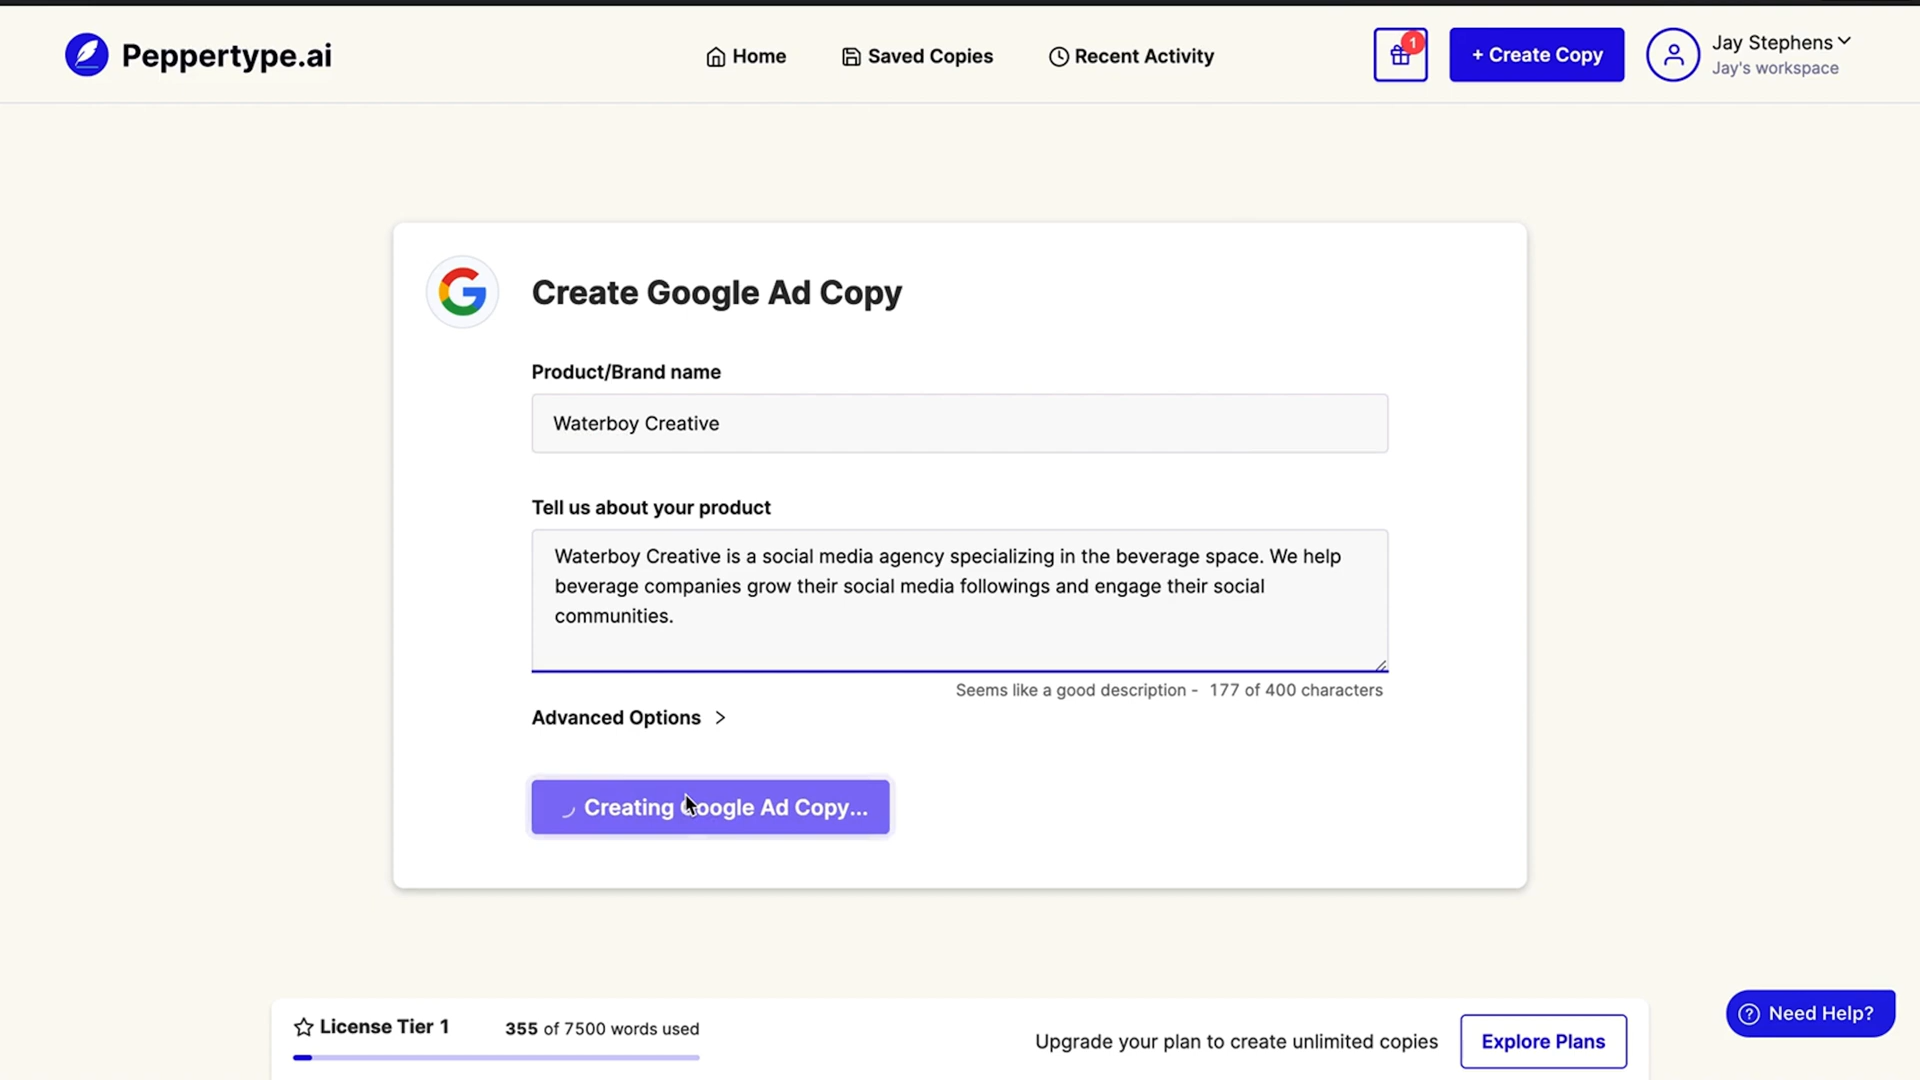 Peppertype.ai
Home
Saved Copies
Recent Activity
1
+ Create Copy
Jay Stephens
Jay's workspace
Create Google Ad Copy
Product/Brand name
Waterboy Creative
Tell us about your product
Waterboy Creative is a social media agency specializing in the beverage space. We help
beverage companies grow their social media followings and engage their social
communities.
Seems like a good description - 177 of 400 characters
Advanced Options
Creating Google Ad Copy...
License Tier 1
355 of 7500 words used
Upgrade your plan to create unlimited copies
Explore Plans
Need Help?